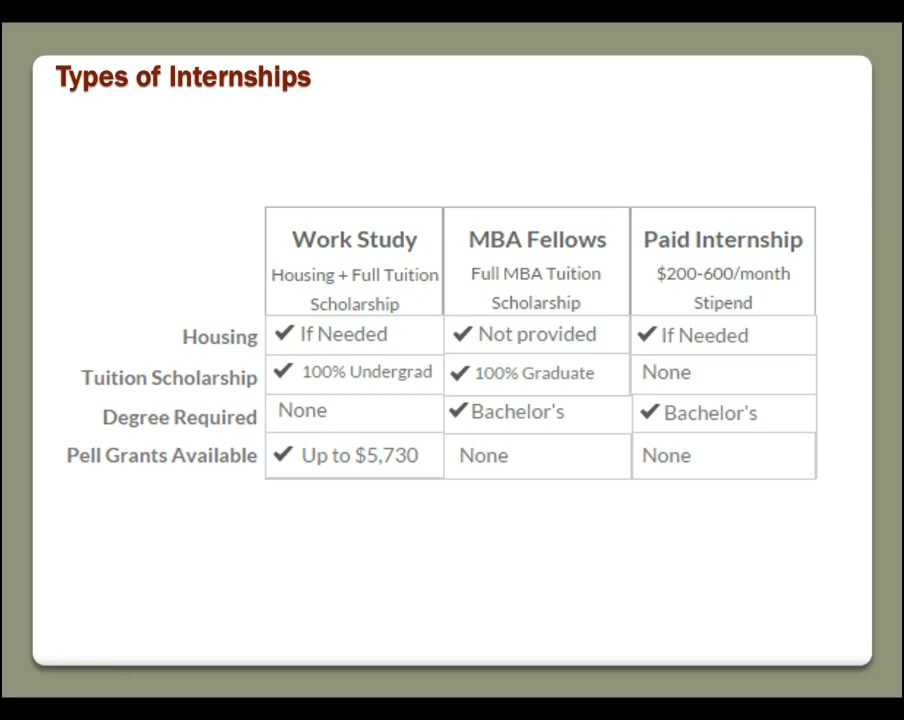 Types of Internships
Work Study MBA Fellows Paid Internship
Housing + Full Tuition Full MBA Tuition $200-600/month
Scholarship Scholarship Stipend
Housing ✔ If Needed ✔ Not provided ✔ If Needed
Tuition Scholarship ✔ 100% Undergrad ✔ 100% Graduate None
Degree Required None ✔ Bachelor's ✔ Bachelor's
Pell Grants Available ✔ Up to $5,730 None None